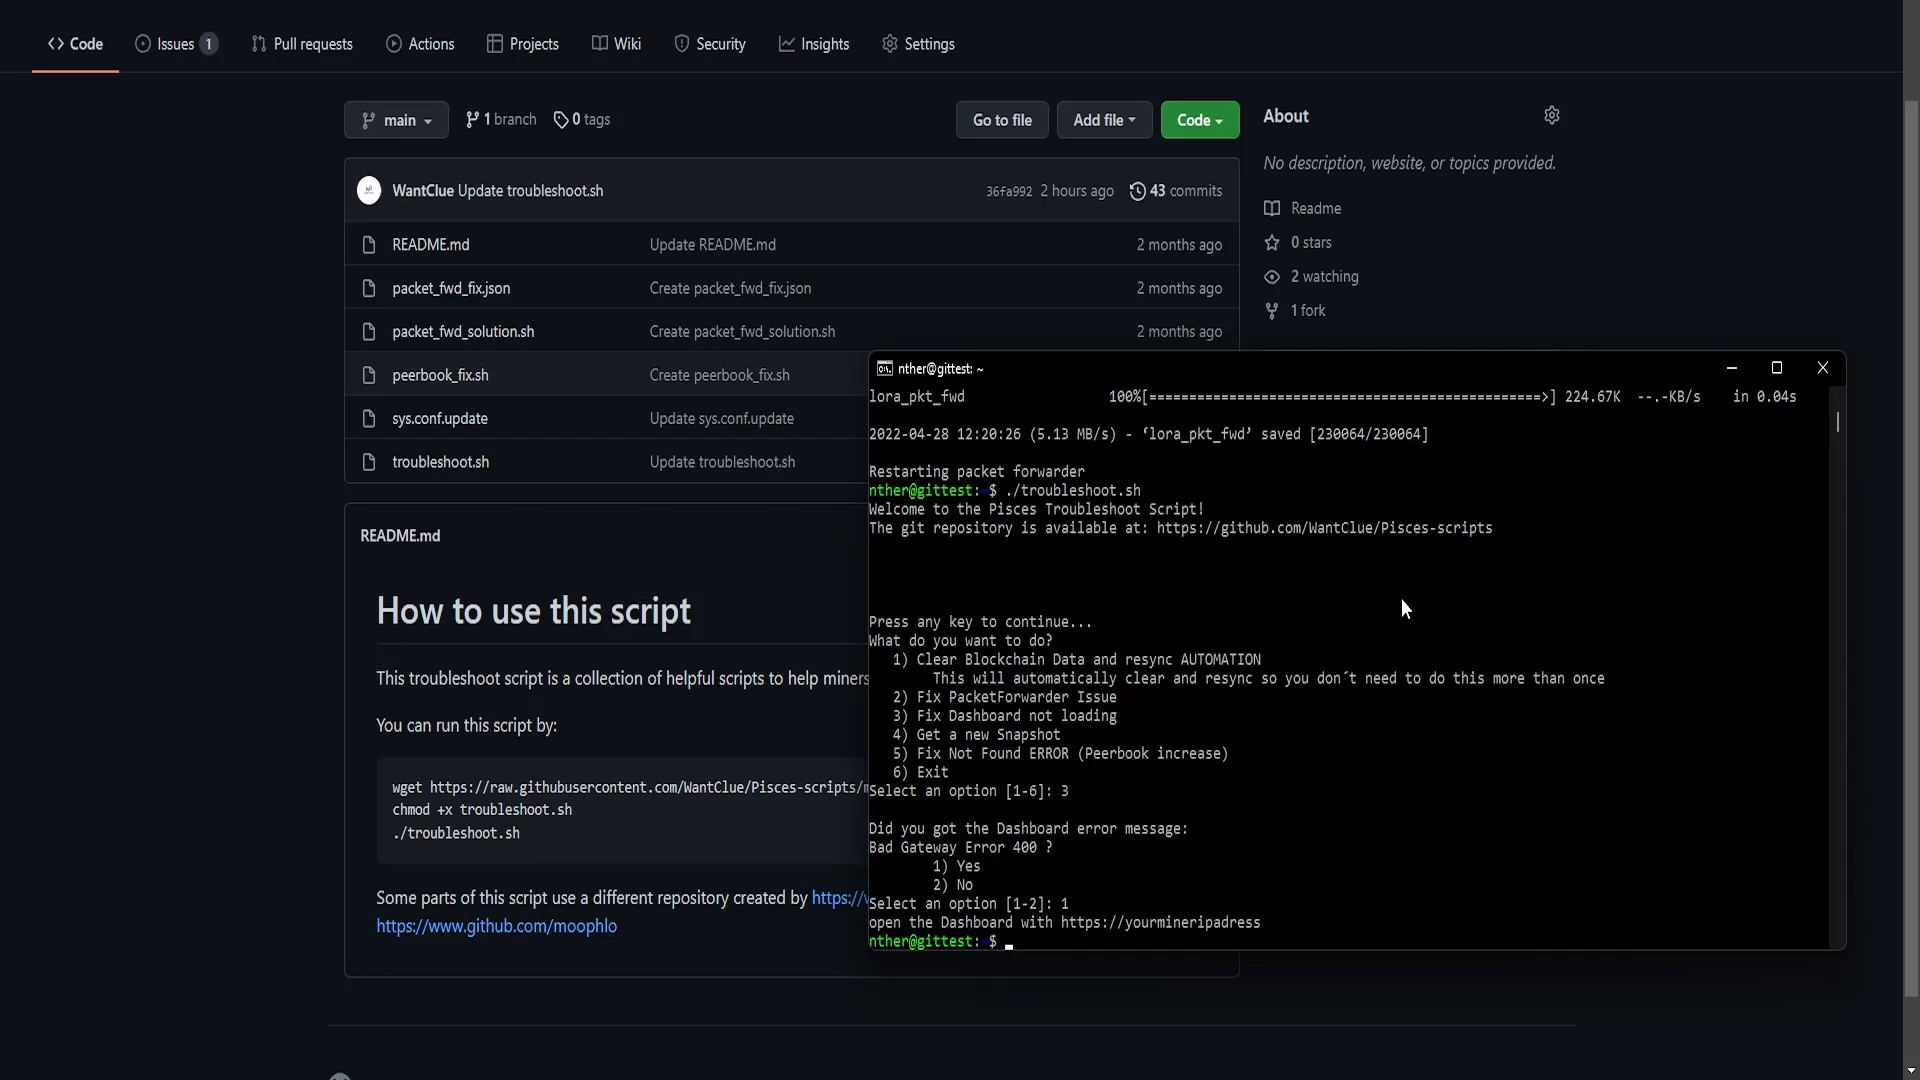 Code
Issues 1
Pull requests
Actions
Projects
Wiki
Security
Insights
Settings
main
1 branch
0 tags
Go to file
Add file
Code
WantClue Update troubleshoot.sh
36fa992 2 hours ago
43 commits
README.md Update README.md 2 months ago
packet_fwd_fix.json Create packet_fwd_fix.json 2 months ago
packet_fwd_solution.sh Create packet_fwd_solution.sh 2 months ago
peerbook_fix.sh Create peerbook_fix.sh
sys.conf.update Update sys.conf.update
troubleshoot.sh Update troubleshoot.sh
About
No description, website, or topics provided.
Readme
0 stars
2 watching
1 fork
README.md
How to use this script
This troubleshoot script is a collection of helpful scripts to help miners
You can run this script by:
wget https://raw.githubusercontent.com/WantClue/Pisces-scripts/
chmod +x troubleshoot.sh
./troubleshoot.sh
Some parts of this script use a different repository created by https://
https://www.github.com/moophlo
nther@gittest: ~
lora_pkt_fwd 100%[=================================================>] 224.67K --.-KB/s in 0.04s
2022-04-28 12:20:26 (5.13 MB/s) - ‘lora_pkt_fwd’ saved [230064/230064]
Restarting packet forwarder
nther@gittest:~$ ./troubleshoot.sh
Welcome to the Pisces Troubleshoot Script!
The git repository is available at: https://github.com/WantClue/Pisces-scripts
Press any key to continue...
What do you want to do?
1) Clear Blockchain Data and resync AUTOMATION
This will automatically clear and resync so you don´t need to do this more than once
2) Fix PacketForwarder Issue
3) Fix Dashboard not loading
4) Get a new Snapshot
5) Fix Not Found ERROR (Peerbook increase)
6) Exit
Select an option [1-6]: 3
Did you got the Dashboard error message:
Bad Gateway Error 400 ?
1) Yes
2) No
Select an option [1-2]: 1
open the Dashboard with https://yourmineripadress
nther@gittest:~$